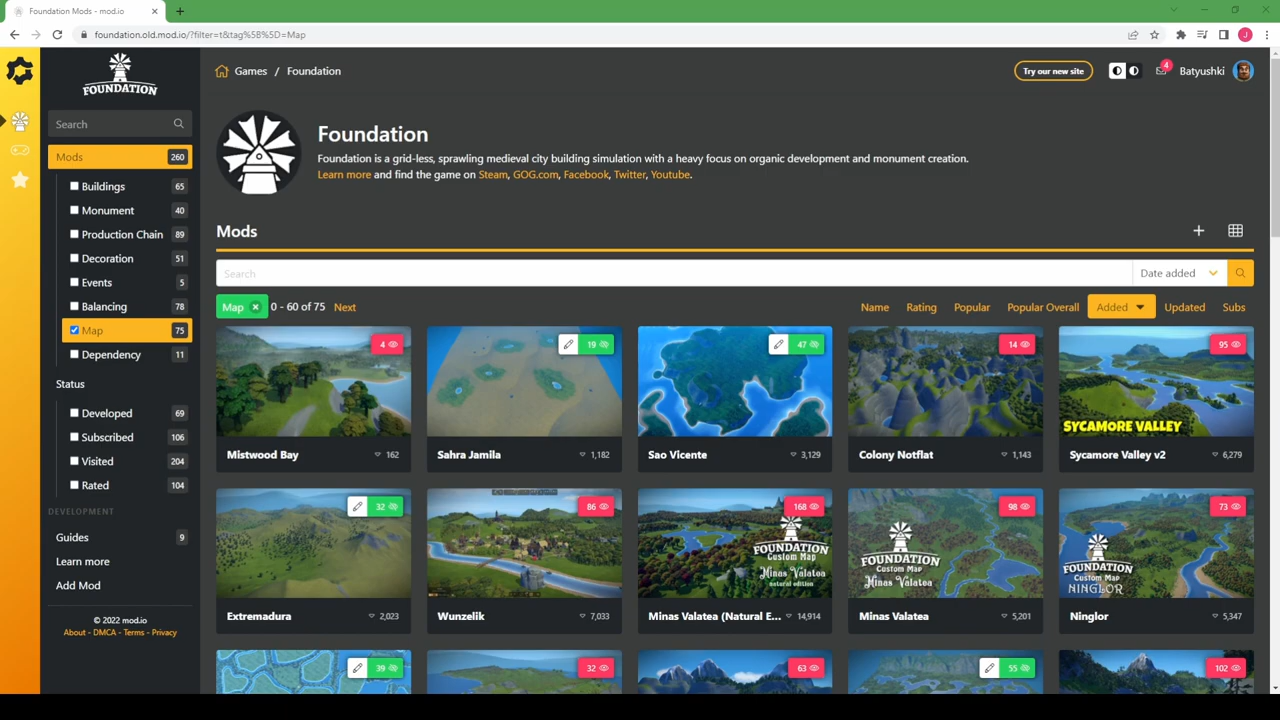 Foundation Mods - mod.io
foundation.old.mod.io/?filter=t&tag%5B%5D=Map
J
FOUNDATION
Games / Foundation
Try our new site
4
Batyushki
Search
Mods 260
Buildings 65
Monument 40
Production Chain 89
Decoration 51
Events 5
Balancing 78
Map 75
Dependency 11
Status
Developed 69
Subscribed 106
Visited 204
Rated 104
DEVELOPMENT
Guides 9
Learn more
Add Mod
© 2022 mod.io
About - DMCA - Terms - Privacy
Foundation
Foundation is a grid-less, sprawling medieval city building simulation with a heavy focus on organic development and monument creation.
Learn more and find the game on Steam, GOG.com, Facebook, Twitter, Youtube.
Mods
Search
Date added
Map 0 - 60 of 75 Next
Name Rating Popular Popular Overall Added Updated Subs
4 19 47 14 95
SYCAMORE VALLEY
Mistwood Bay 162
Sahra Jamila 1,182
Sao Vicente 3,129
Colony Notflat 1,143
Sycamore Valley v2 6,279
32 86 168 98 73
FOUNDATION
Custom Map
Minas Valatea
natural edition
FOUNDATION
Custom Map
Minas Valatea
FOUNDATION
Custom Map
NINGLOR
Extremadura 2,023
Wunzelik 7,033
Minas Valatea (Natural E... 14,914
Minas Valatea 5,201
Ninglor 5,347
39 32 63 55 102